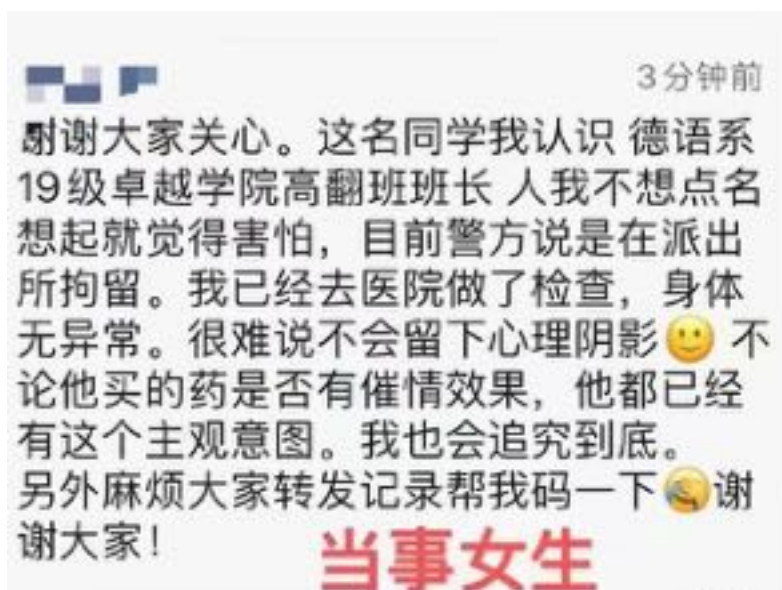 3分钟前
谢谢大家关心。这名同学我认识 德语系
19级卓越学院高翻班班长 人我不想点名
想起就觉得害怕，目前警方说是在派出
所拘留。我已经去医院做了检查，身体
无异常。很难说不会留下心理阴影🙂 不
论他买的药是否有催情效果，他都已经
有这个主观意图。我也会追究到底。
另外麻烦大家转发记录帮我码一下🤣谢
谢大家！
当事女生